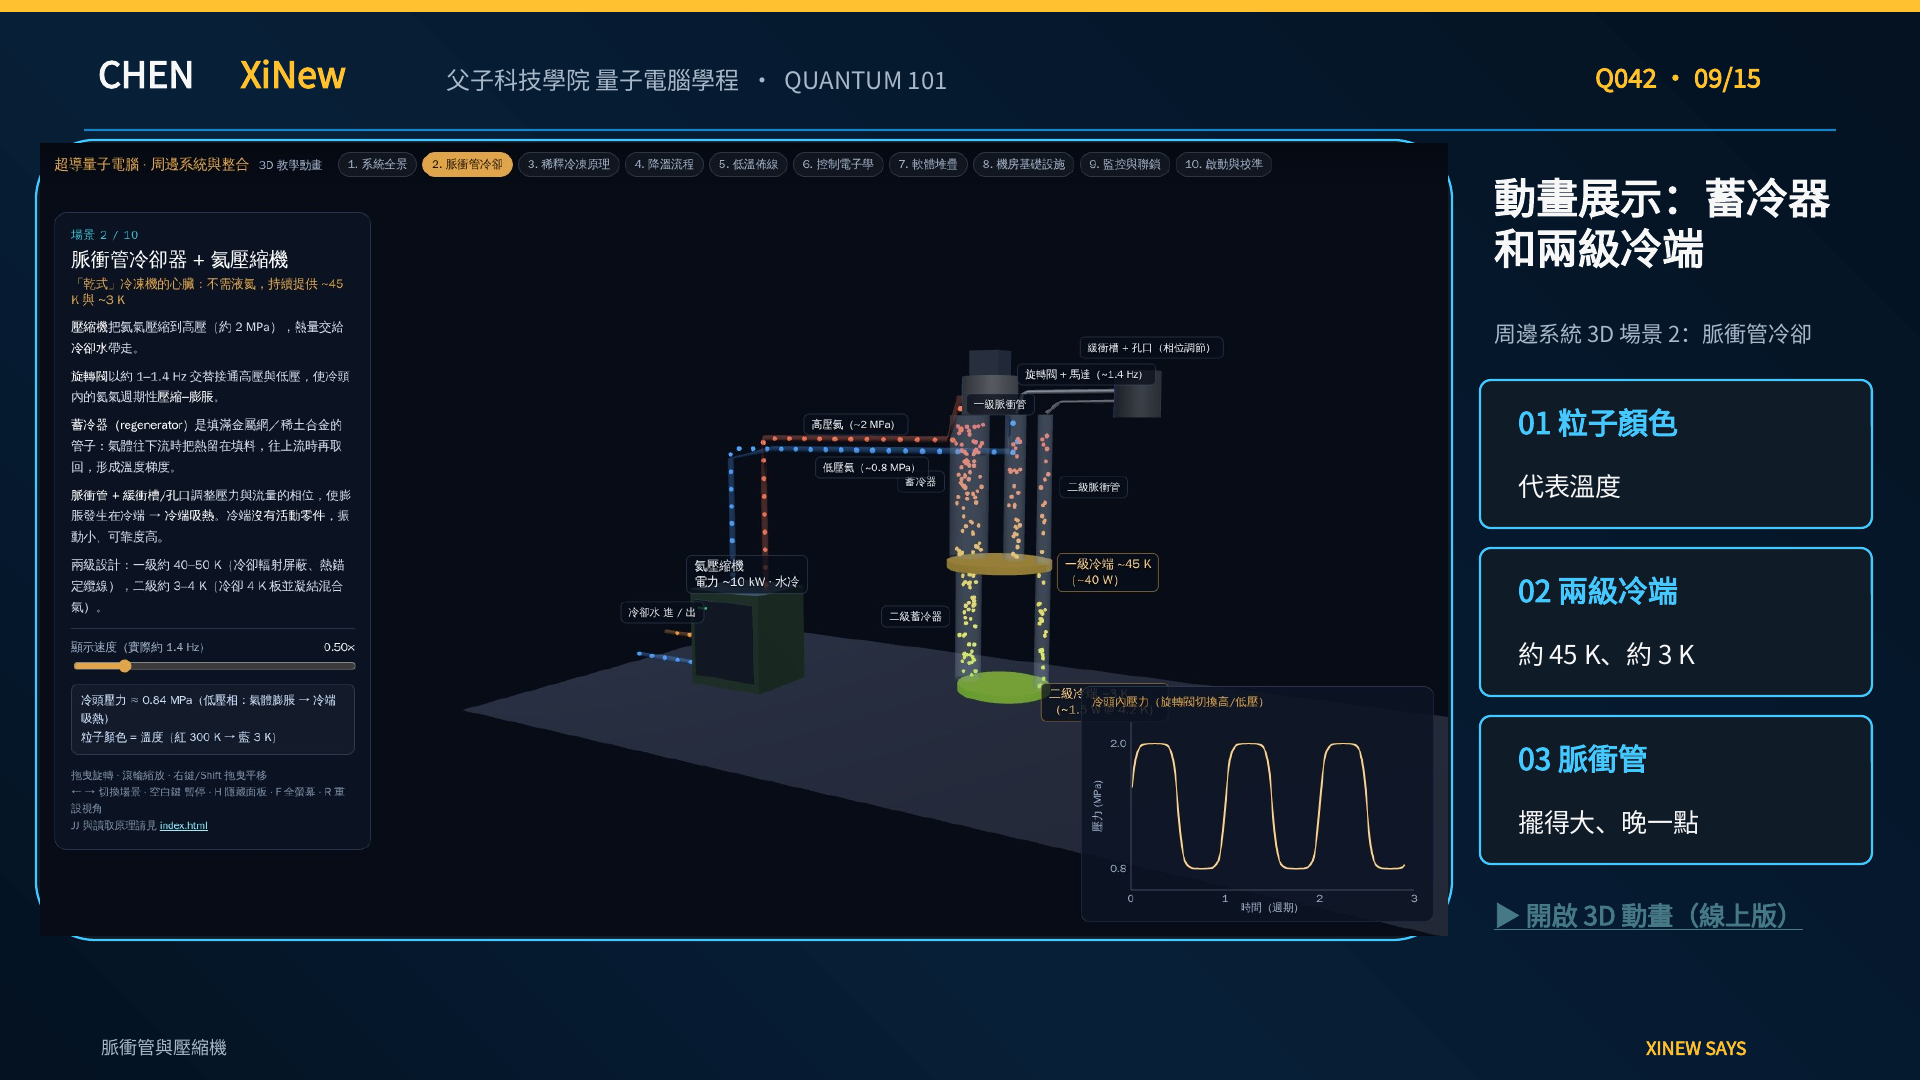 CHEN XiNew 父子科技學院 量子電腦學程 • QUANTUM 101 Q042 • 09/15
超導量子電腦 · 周邊系統與整合 3D 教學動畫 1. 系統全景 2. 脈衝管冷卻 3. 稀釋冷凍原理 4. 降溫流程 5. 低溫佈線 6. 控制電子學 7. 軟體堆疊 8. 機房基礎設施 9. 監控與聯鎖 10. 啟動與校準
場景 2 / 10
脈衝管冷卻器 + 氦壓縮機
「乾式」冷凍機的心臟：不需液氦，持續提供 ~45
K 與 ~3 K
壓縮機把氦氣壓縮到高壓（約 2 MPa），熱量交給
冷卻水帶走。
旋轉閥以約 1–1.4 Hz 交替接通高壓與低壓，使冷頭
內的氦氣週期性壓縮–膨脹。
蓄冷器（regenerator）是填滿金屬網／稀土合金的
管子：氣體往下流時把熱留在填料，往上流時再取
回，形成溫度梯度。
脈衝管 + 緩衝槽/孔口調整壓力與流量的相位，使膨
脹發生在冷端 → 冷端吸熱。冷端沒有活動零件，振
動小、可靠度高。
兩級設計：一級約 40–50 K（冷卻輻射屏蔽、熱錨
定纜線），二級約 3–4 K（冷卻 4 K 板並凝結混合
氣）。
顯示速度（實際約 1.4 Hz） 0.50×
冷頭壓力 ≈ 0.84 MPa（低壓相：氣體膨脹 → 冷端
吸熱）
粒子顏色 = 溫度（紅 300 K → 藍 3 K）
拖曳旋轉 · 滾輪縮放 · 右鍵/Shift 拖曳平移
← → 切換場景 · 空白鍵 暫停 · H 隱藏面板 · F 全螢幕 · R 重
設視角
JJ 與讀取原理請見 index.html
緩衝槽 + 孔口（相位調節）
旋轉閥 + 馬達（~1.4 Hz）
一級脈衝管
高壓氦（~2 MPa）
低壓氦（~0.8 MPa）
蓄冷器
二級脈衝管
氦壓縮機
電力 ~10 kW · 水冷
一級冷端 ~45 K
（~40 W）
冷卻水 進 / 出
二級蓄冷器
二級冷端 ~3 K
（~1.5 W @ 4.2 K）
冷頭內壓力（旋轉閥切換高/低壓）
2.0
壓力 (MPa)
0.8
0 1 2 3
時間（週期）
動畫展示：蓄冷器
和兩級冷端
周邊系統 3D 場景 2：脈衝管冷卻
01 粒子顏色
代表溫度
02 兩級冷端
約 45 K、約 3 K
03 脈衝管
擺得大、晚一點
▶ 開啟 3D 動畫（線上版）
脈衝管與壓縮機
XINEW SAYS